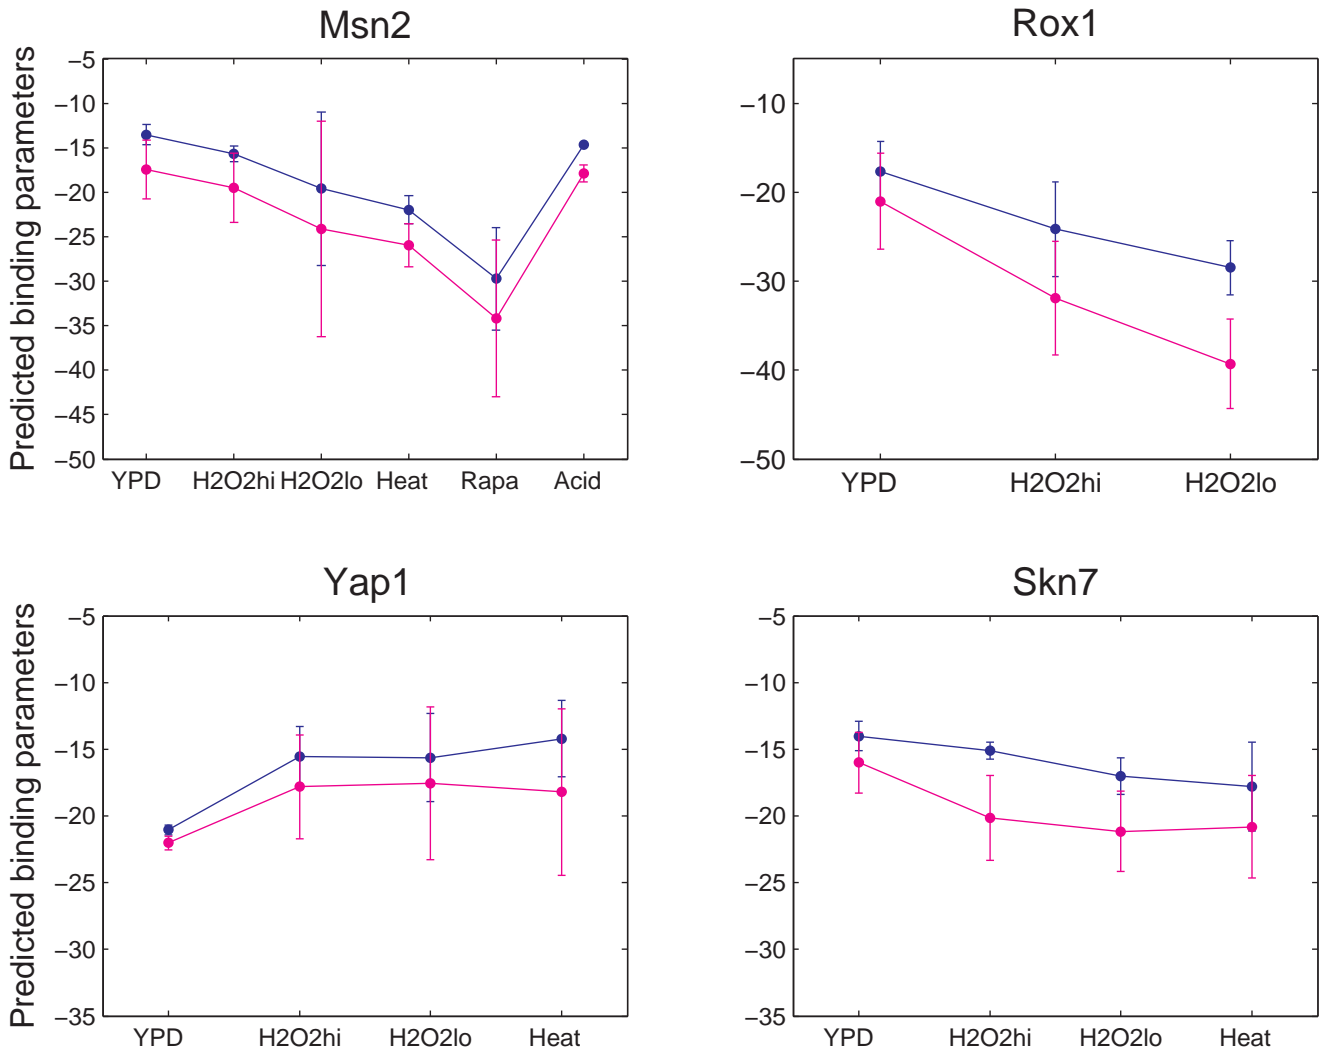 Msn2
Predicted binding parameters
−5
−10
−15
−20
−25
−30
−35
−40
−45
−50
YPD H2O2hi H2O2lo Heat Rapa Acid
Rox1
−10
−20
−30
−40
−50
YPD H2O2hi H2O2lo
Yap1
Predicted binding parameters
−5
−10
−15
−20
−25
−30
−35
YPD H2O2hi H2O2lo Heat
Skn7
−5
−10
−15
−20
−25
−30
−35
YPD H2O2hi H2O2lo Heat